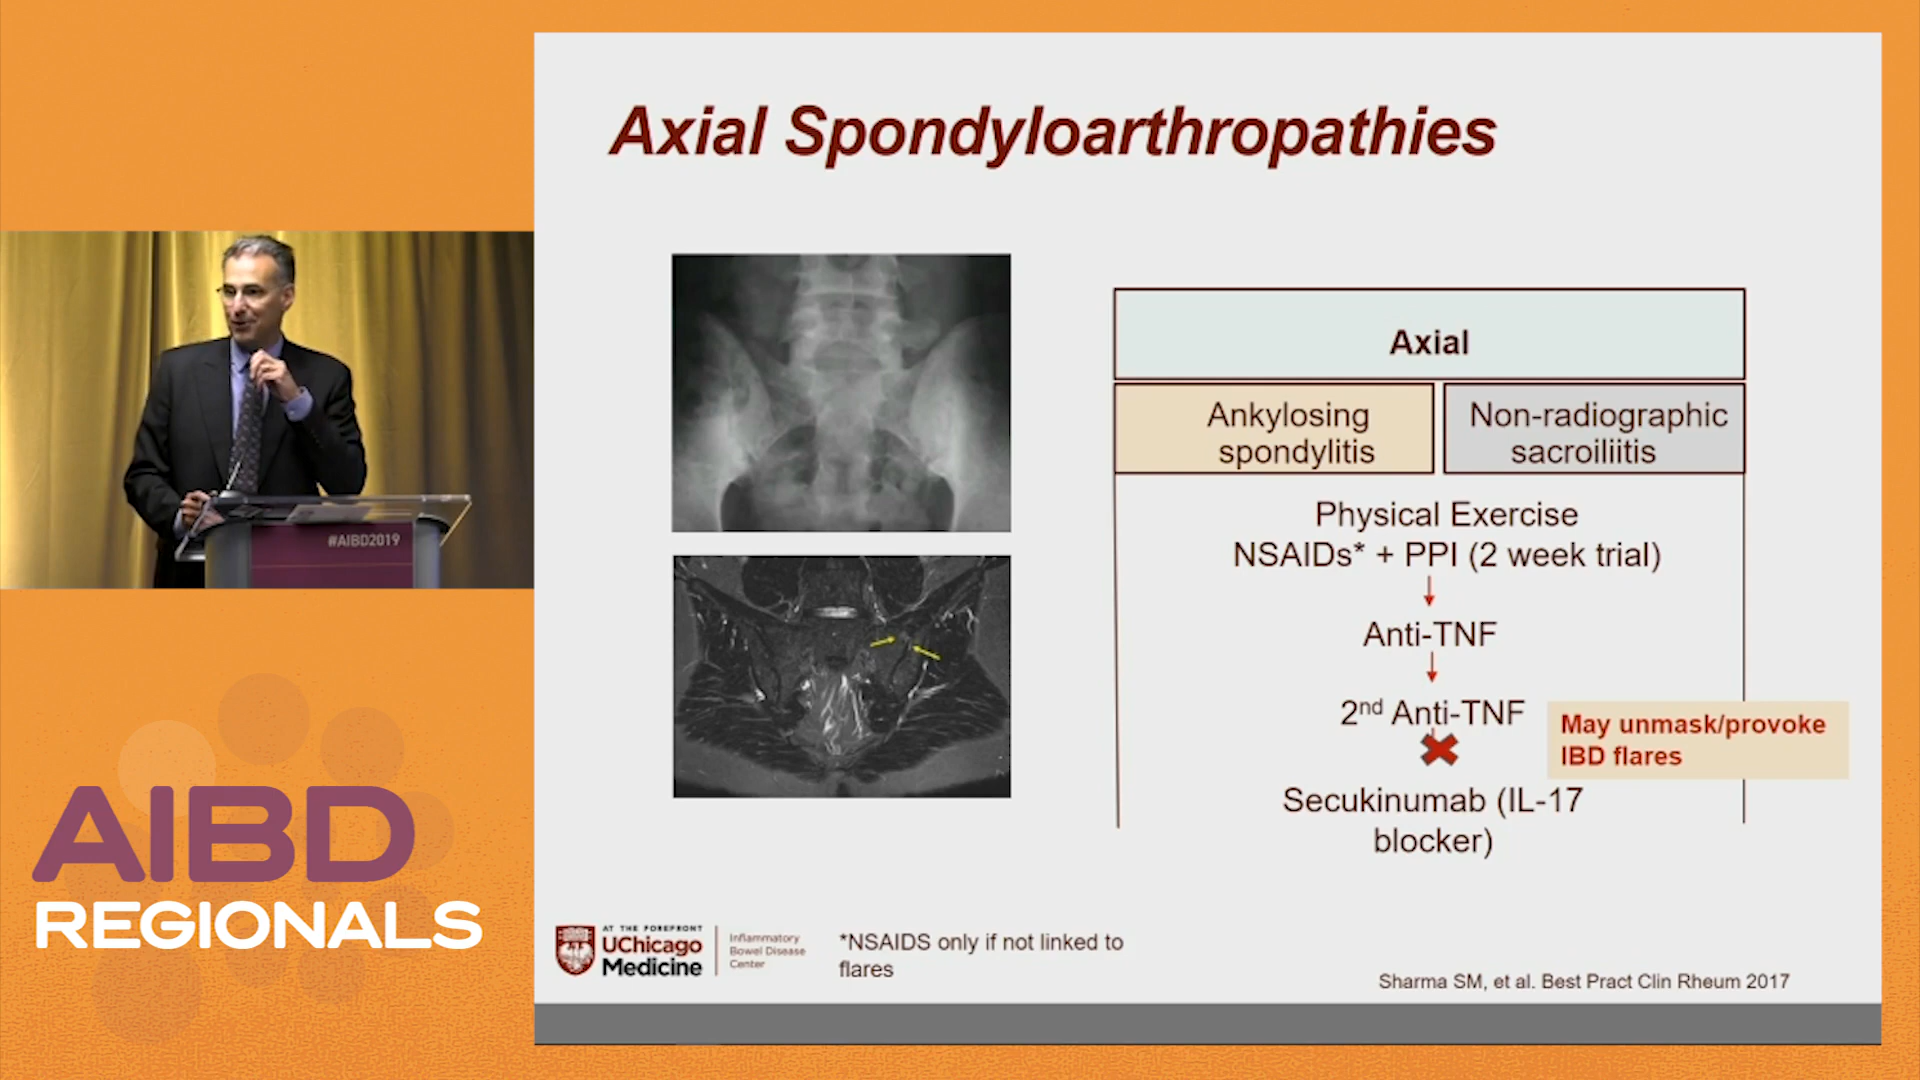 Axial Spondyloarthropathies
#AIBD2019
Axial
Ankylosing
spondylitis
Non-radiographic
sacroiliitis
Physical Exercise
NSAIDs* + PPI (2 week trial)
Anti-TNF
2nd Anti-TNF
May unmask/provoke
IBD flares
Secukinumab (IL-17
blocker)
AIBD
REGIONALS
AT THE FOREFRONT
UChicago
Medicine
Inflammatory
Bowel Disease
Center
*NSAIDS only if not linked to
flares
Sharma SM, et al. Best Pract Clin Rheum 2017